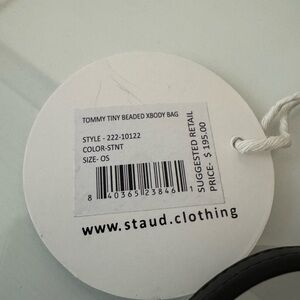 TOMMY TINY BEADED XBODY BAG
STYLE - 222-10122
COLOR-STNT
SIZE- OS
8 40365 23846 1
SUGGESTED RETAIL
PRICE- $ 195.00
www.staud.clothing